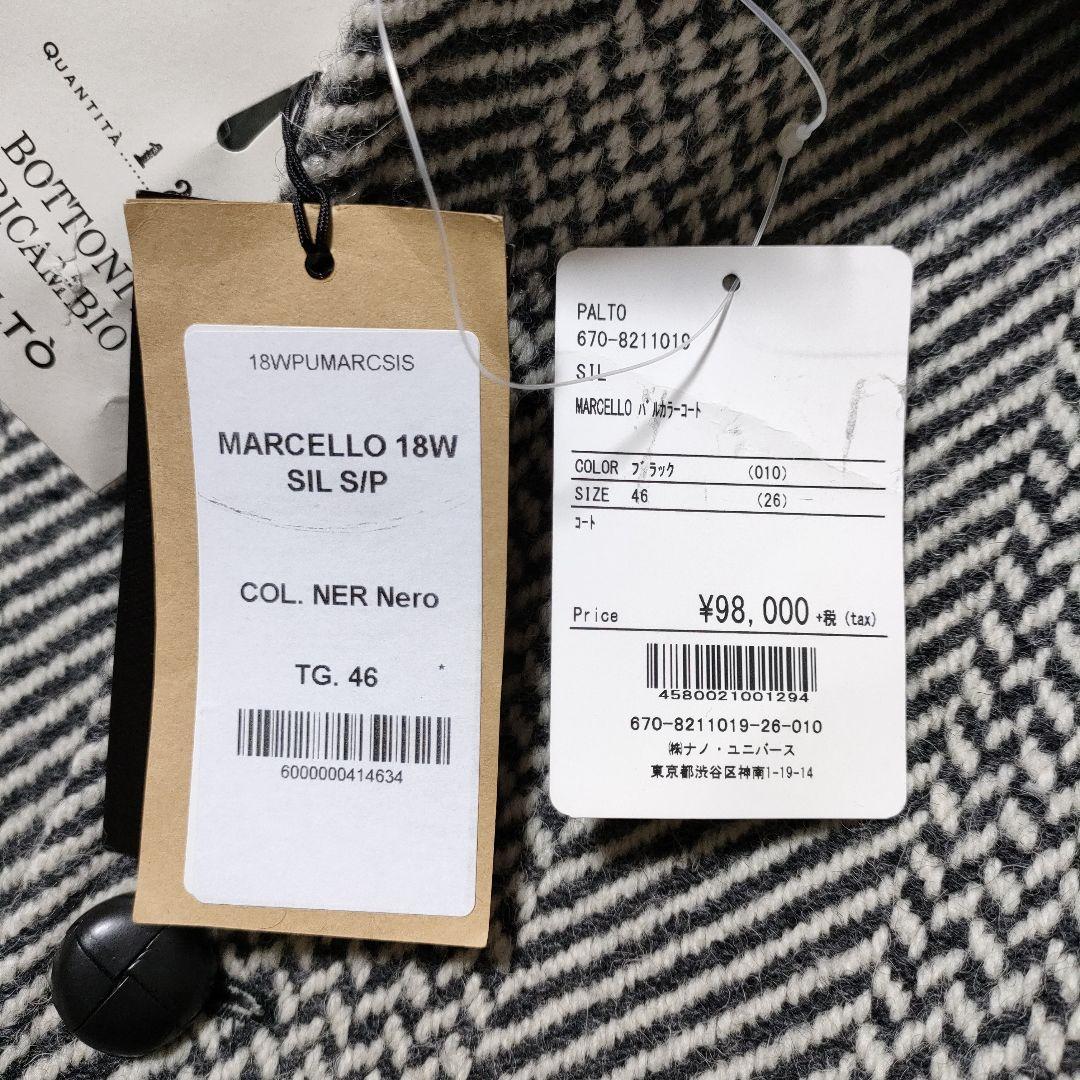 QUANTITÀ ...... 1
2
BOTTONI
RICAMBIO
LTÒ
18WPUMARCSIS
MARCELLO 18W
SIL S/P
COL. NER Nero
TG. 46
*
6000000414634
PALTO
670-8211019
SIL
MARCELLO バルカラーコート
COLOR ブラック (010)
SIZE 46 (26)
コート
Price ¥98,000 +税 (tax)
4580021001294
670-8211019-26-010
㈱ナノ・ユニバース
東京都渋谷区神南1-19-14